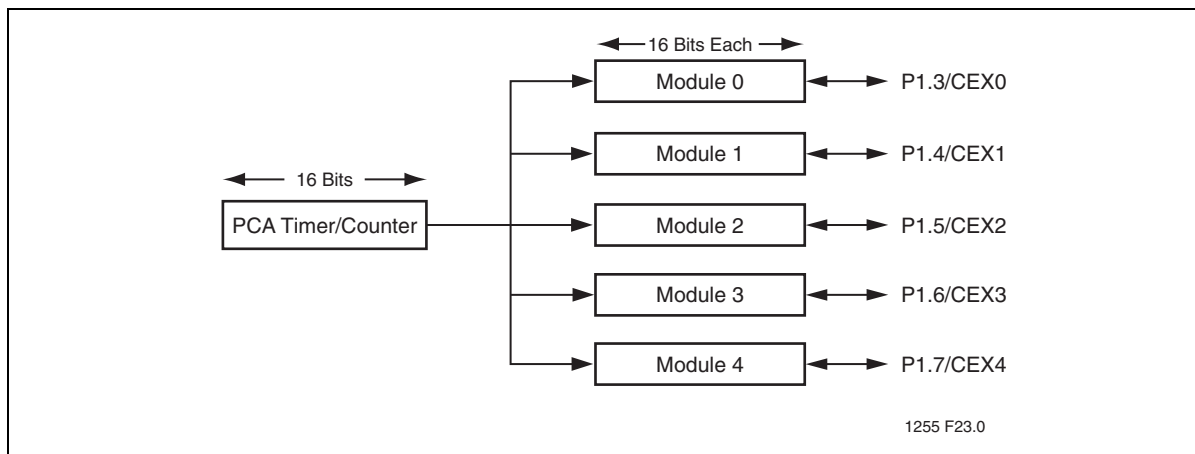 16 Bits Each
Module 0
P1.3/CEX0
Module 1
P1.4/CEX1
16 Bits
PCA Timer/Counter
Module 2
P1.5/CEX2
Module 3
P1.6/CEX3
Module 4
P1.7/CEX4
1255 F23.0